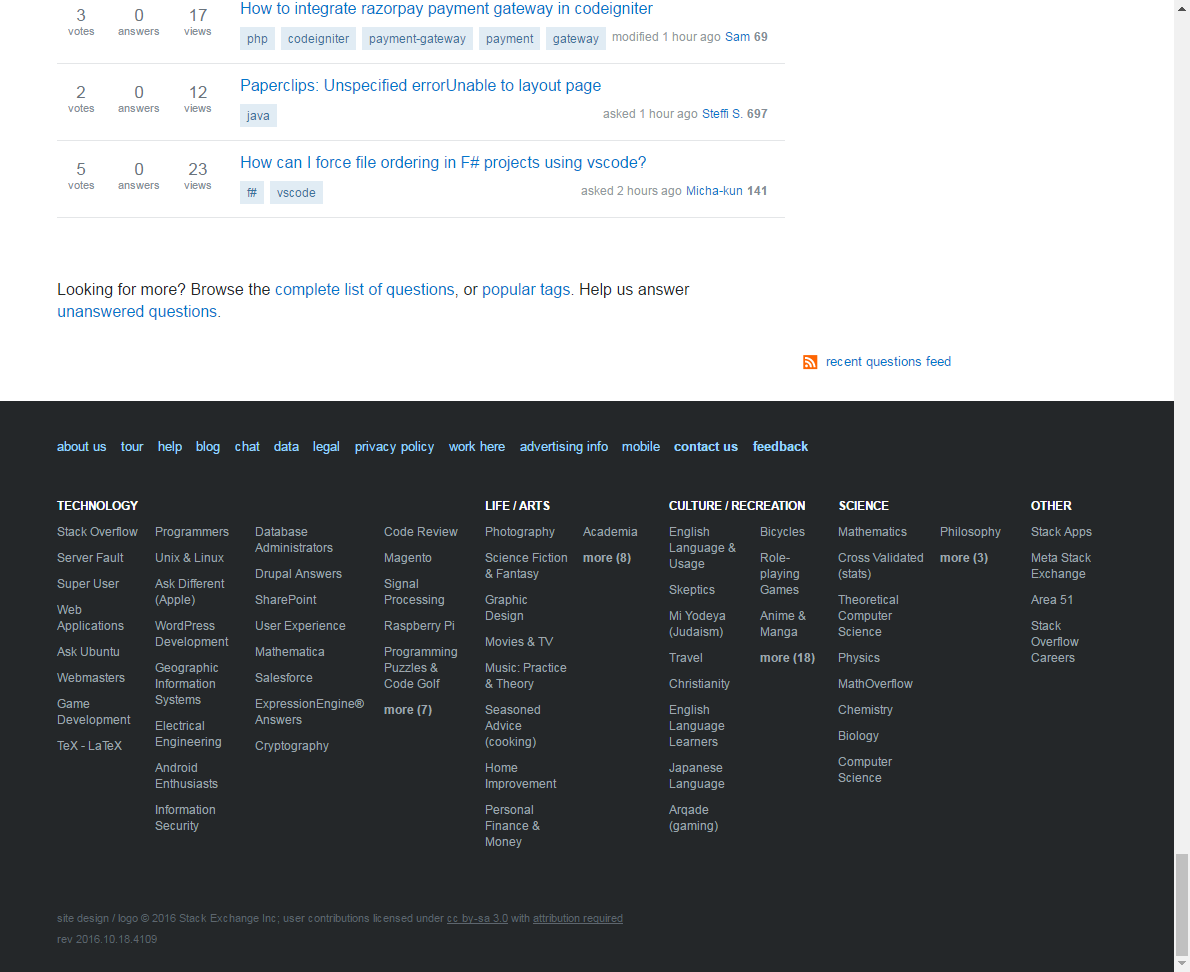 3 0 17 How to integrate razorpay payment gateway in codeigniter
votes answers views
php codeigniter payment-gateway payment gateway modified 1 hour ago Sam 69
2 0 12 Paperclips: Unspecified errorUnable to layout page
votes answers views
java asked 1 hour ago Steffi S. 697
5 0 23 How can I force file ordering in F# projects using vscode?
votes answers views
f# vscode asked 2 hours ago Micha-kun 141
Looking for more? Browse the complete list of questions, or popular tags. Help us answer
unanswered questions.
recent questions feed
about us tour help blog chat data legal privacy policy work here advertising info mobile contact us feedback
TECHNOLOGY
Stack Overflow
Server Fault
Super User
Web
Applications
Ask Ubuntu
Webmasters
Game
Development
TeX - LaTeX
Programmers
Unix & Linux
Ask Different
(Apple)
WordPress
Development
Geographic
Information
Systems
Electrical
Engineering
Android
Enthusiasts
Information
Security
Database
Administrators
Drupal Answers
SharePoint
User Experience
Mathematica
Salesforce
ExpressionEngine®
Answers
Cryptography
Code Review
Magento
Signal
Processing
Raspberry Pi
Programming
Puzzles &
Code Golf
more (7)
LIFE / ARTS
Photography
Science Fiction
& Fantasy
Graphic
Design
Movies & TV
Music: Practice
& Theory
Seasoned
Advice
(cooking)
Home
Improvement
Personal
Finance &
Money
Academia
more (8)
CULTURE / RECREATION
English
Language &
Usage
Skeptics
Mi Yodeya
(Judaism)
Travel
Christianity
English
Language
Learners
Japanese
Language
Arqade
(gaming)
Bicycles
Role-
playing
Games
Anime &
Manga
more (18)
SCIENCE
Mathematics
Cross Validated
(stats)
Theoretical
Computer
Science
Physics
MathOverflow
Chemistry
Biology
Computer
Science
Philosophy
more (3)
OTHER
Stack Apps
Meta Stack
Exchange
Area 51
Stack
Overflow
Careers
site design / logo © 2016 Stack Exchange Inc; user contributions licensed under cc by-sa 3.0 with attribution required
rev 2016.10.18.4109